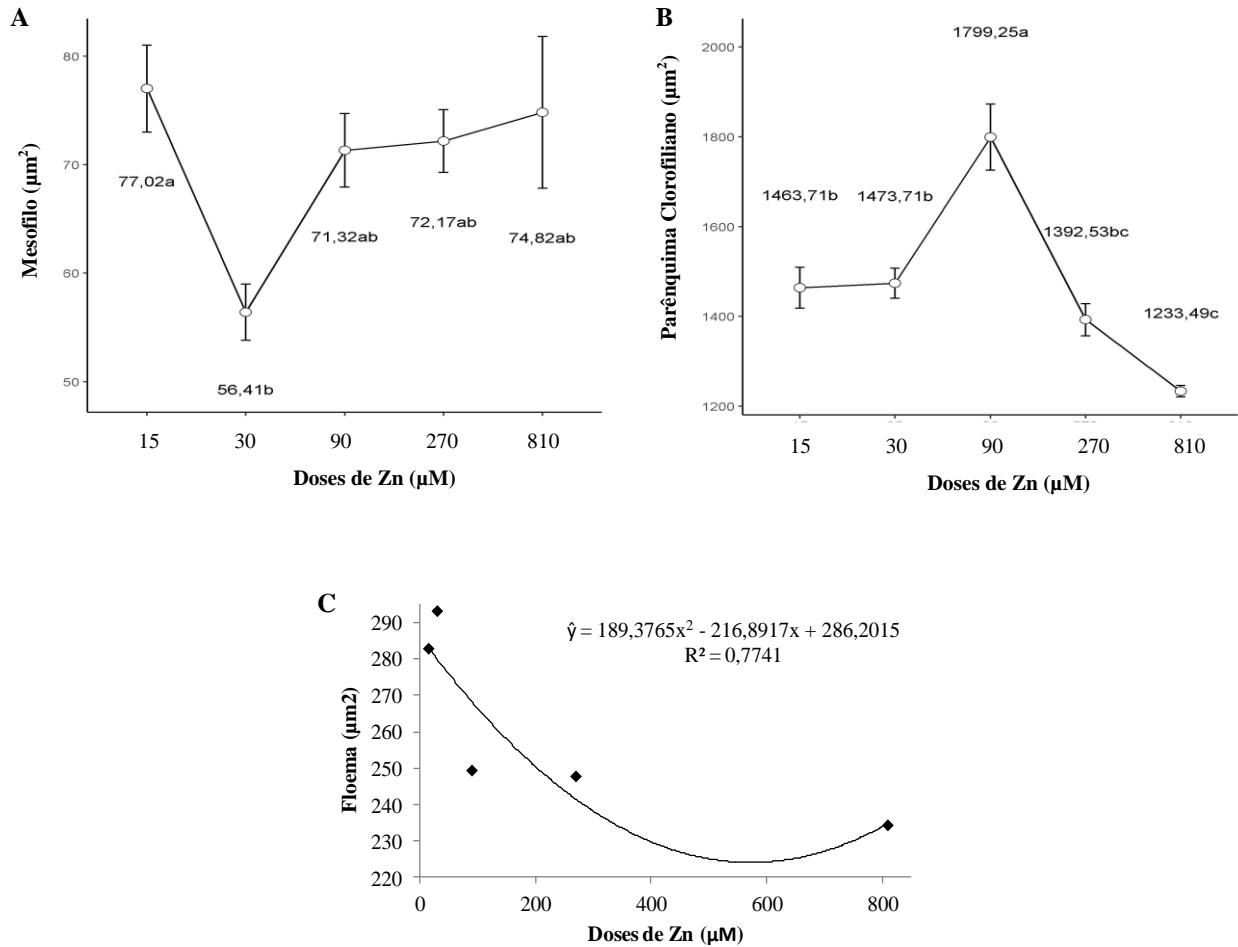 A
80
70
60
50
Mesofilo (µm²)
77,02a
56,41b
71,32ab
72,17ab
74,82ab
15 30 90 270 810
Doses de Zn (µM)
B
2000
1800
1600
1400
1200
Parênquima Clorofiliano (µm²)
1463,71b
1473,71b
1799,25a
1392,53bc
1233,49c
15 30 90 270 810
Doses de Zn (µM)
C
290
280
270
260
250
240
230
220
Floema (µm2)
ŷ = 189,3765x² - 216,8917x + 286,2015
R² = 0,7741
0 200 400 600 800
Doses de Zn (µM)